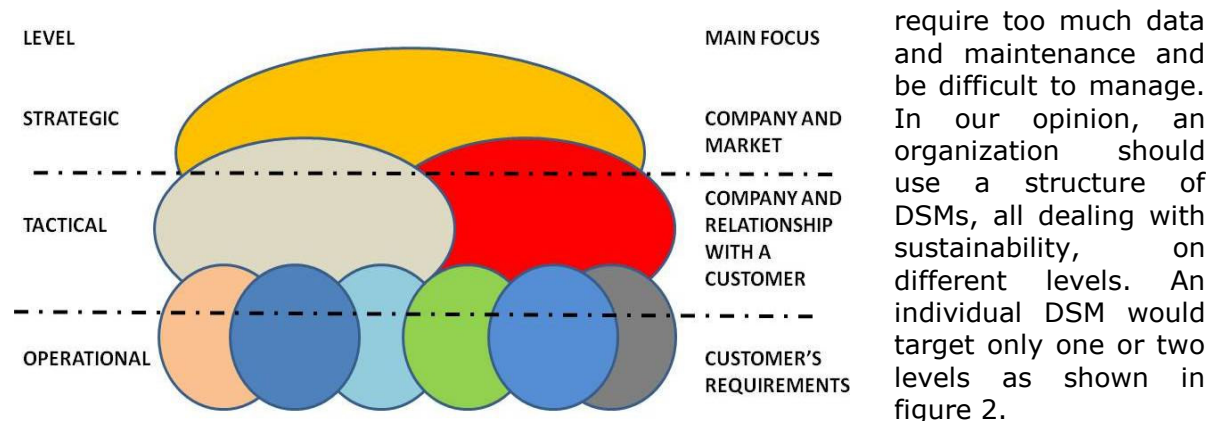 LEVEL
MAIN FOCUS
STRATEGIC
COMPANY AND
MARKET
TACTICAL
COMPANY AND
RELATIONSHIP
WITH A
CUSTOMER
OPERATIONAL
CUSTOMER'S
REQUIREMENTS
require too much data
and maintenance and
be difficult to manage.
In our opinion, an
organization should
use a structure of
DSMs, all dealing with
sustainability, on
different levels. An
individual DSM would
target only one or two
levels as shown in
figure 2.